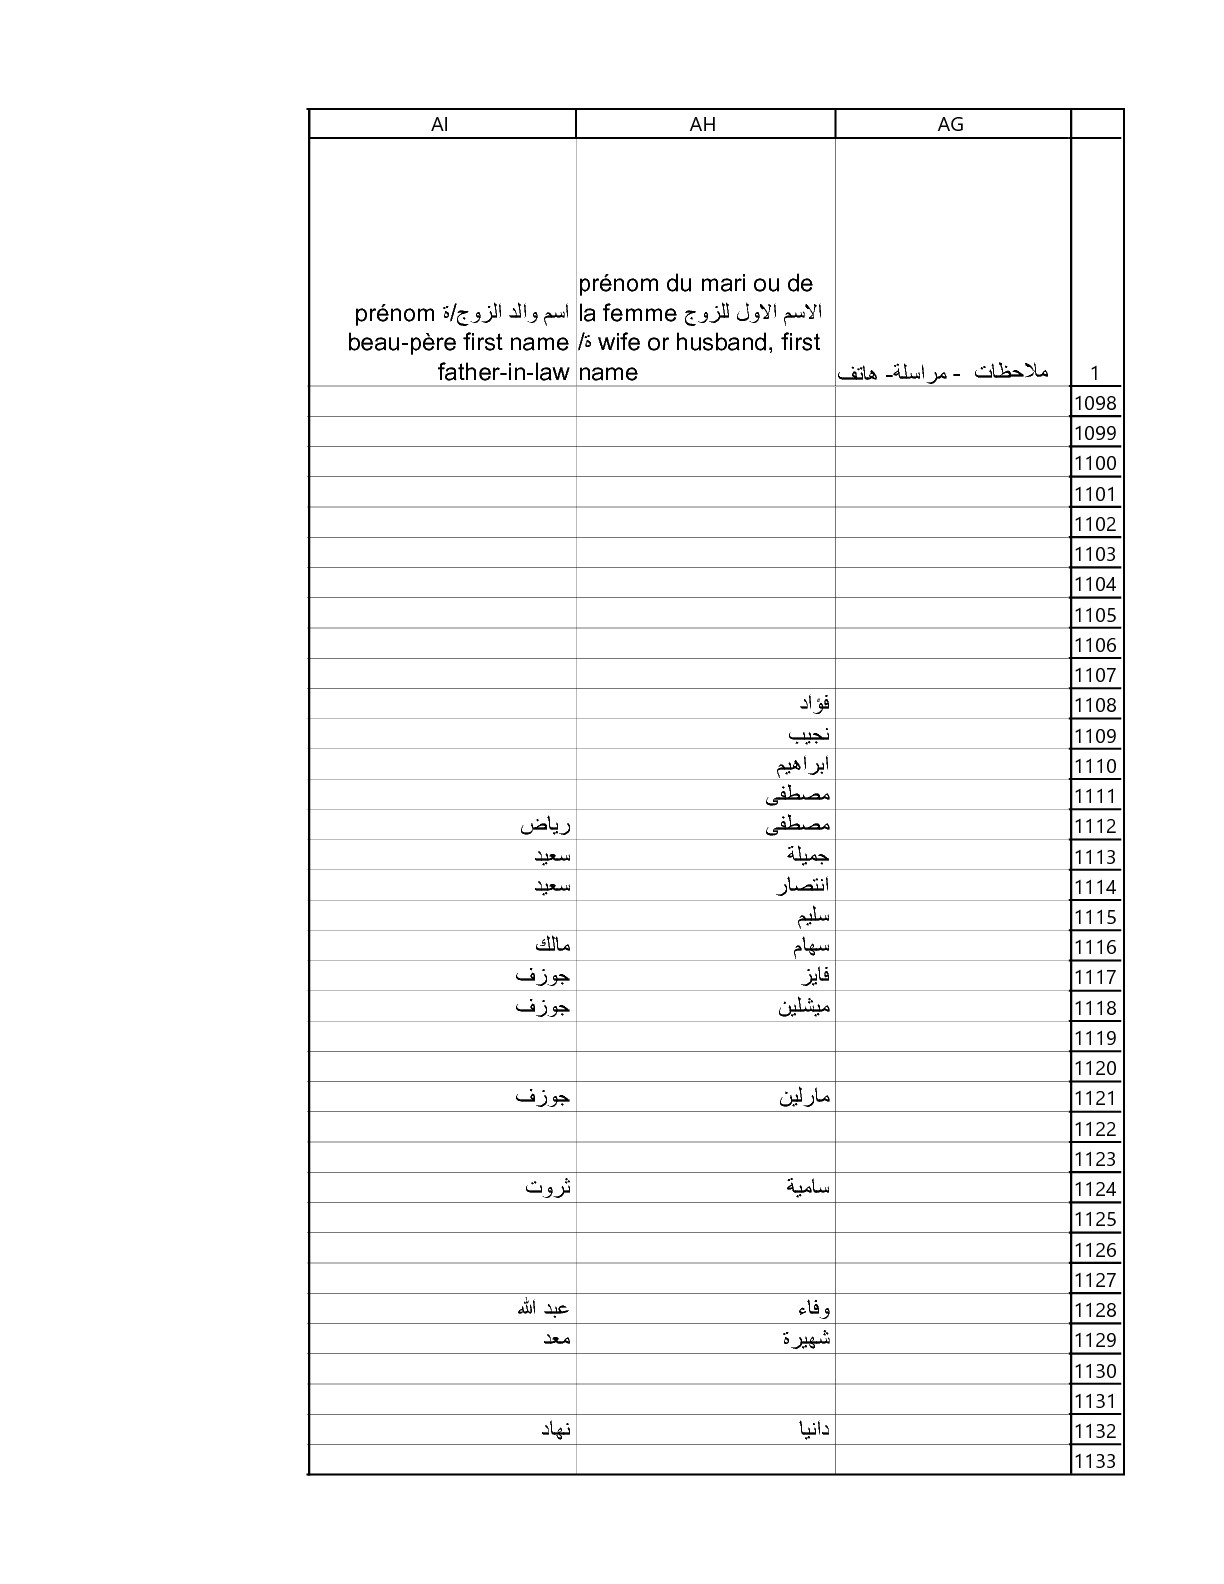 AI AH AG
prénom اسم والد الزوج/ة
beau-père first name
father-in-law
prénom du mari ou de
la femme الاسم الاول للزوج
/ة wife or husband, first
name
ملاحظات - مراسلة- هاتف
1
1098
1099
1100
1101
1102
1103
1104
1105
1106
1107
فؤاد 1108
نجيب 1109
ابراهيم 1110
مصطفى 1111
رياض مصطفى 1112
سعيد جميلة 1113
سعيد انتصار 1114
سليم 1115
مالك سهام 1116
جوزف فايز 1117
جوزف ميشلين 1118
1119
1120
جوزف مارلين 1121
1122
1123
ثروت سامية 1124
1125
1126
1127
عبد الله وفاء 1128
معد شهيرة 1129
1130
1131
نهاد دانيا 1132
1133